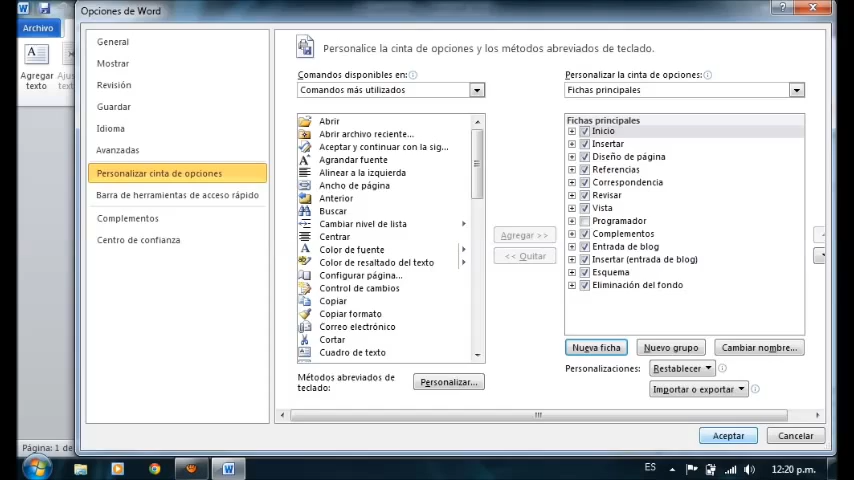 Opciones de Word
Archivo
Agregar
texto
General
Mostrar
Revisión
Guardar
Idioma
Avanzadas
Personalizar cinta de opciones
Barra de herramientas de acceso rápido
Complementos
Centro de confianza
Personalice la cinta de opciones y los métodos abreviados de teclado.
Comandos disponibles en:
Comandos más utilizados
Abrir
Abrir archivo reciente...
Aceptar y continuar con la sig...
Agrandar fuente
Alinear a la izquierda
Ancho de página
Anterior
Buscar
Cambiar nivel de lista
Centrar
Color de fuente
Color de resaltado del texto
Configurar página...
Control de cambios
Copiar
Copiar formato
Correo electrónico
Cortar
Cuadro de texto
Métodos abreviados de
teclado:
Personalizar...
Agregar >>
<< Quitar
Personalizar la cinta de opciones:
Fichas principales
Fichas principales
Inicio
Insertar
Diseño de página
Referencias
Correspondencia
Revisar
Vista
Programador
Complementos
Entrada de blog
Insertar (entrada de blog)
Esquema
Eliminación del fondo
Nueva ficha
Nuevo grupo
Cambiar nombre...
Personalizaciones:
Restablecer
Importar o exportar
Aceptar
Cancelar
Página: 1 de
ES
12:20 p.m.